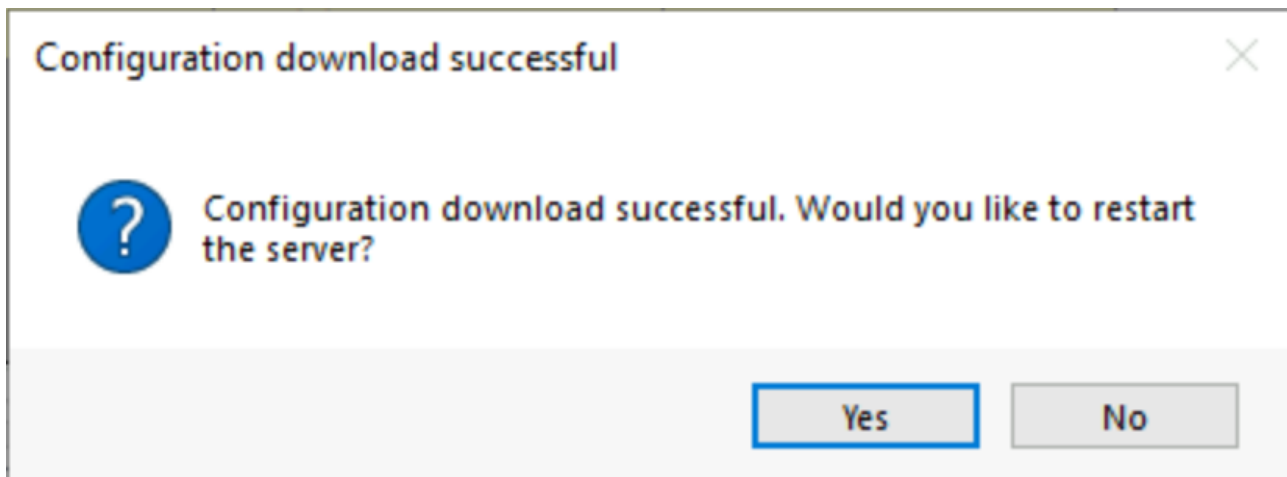 Configuration download successful
Configuration download successful. Would you like to restart
the server?
Yes
No